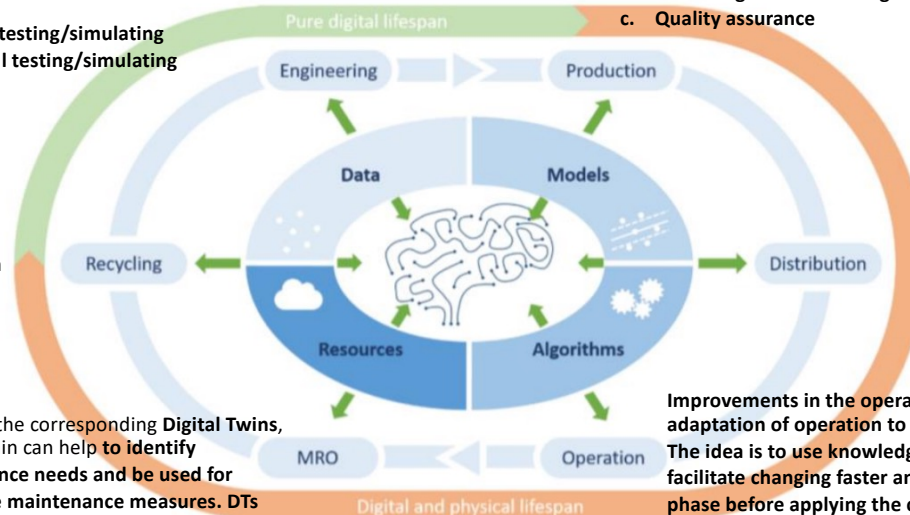 c. Quality assurance
testing/simulating
l testing/simulating
Pure digital lifespan
Engineering
Production
Data
Models
Recycling
Distribution
Resources
Algorithms
MRO
Operation
Digital and physical lifespan
the corresponding Digital Twins,
in can help to identify
nce needs and be used for
e maintenance measures. DTs
Improvements in the opera
adaptation of operation to
The idea is to use knowledg
facilitate changing faster ar
phase before applying the